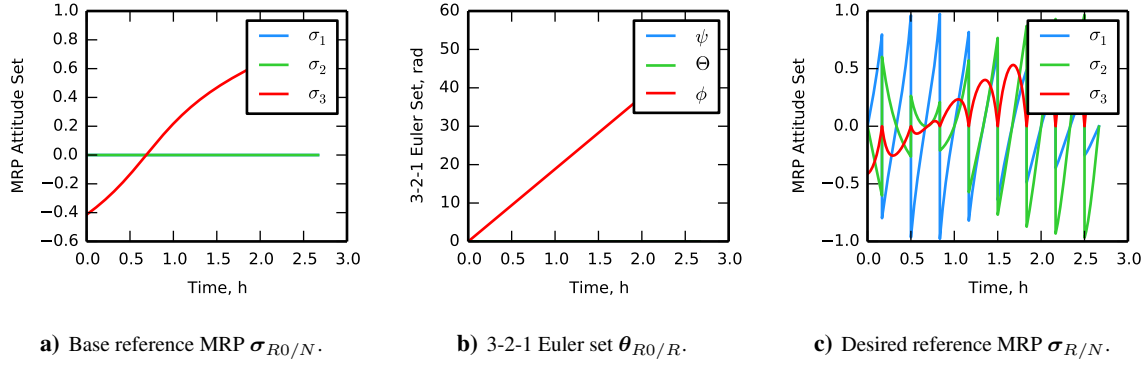 1.0
0.8
0.6
0.4
0.2
0.0
−0.2
−0.4
−0.6
0.0 0.5 1.0 1.5 2.0 2.5 3.0
MRP Attitude Set
Time, h
σ1
σ2
σ3
a) Base reference MRP σR0/N.
60
50
40
30
20
10
0
0.0 0.5 1.0 1.5 2.0 2.5 3.0
3-2-1 Euler Set, rad
Time, h
ψ
Θ
ϕ
b) 3-2-1 Euler set θR0/R.
1.0
0.5
0.0
−0.5
−1.0
0.0 0.5 1.0 1.5 2.0 2.5 3.0
MRP Attitude Set
Time, h
σ1
σ2
σ3
c) Desired reference MRP σR/N.